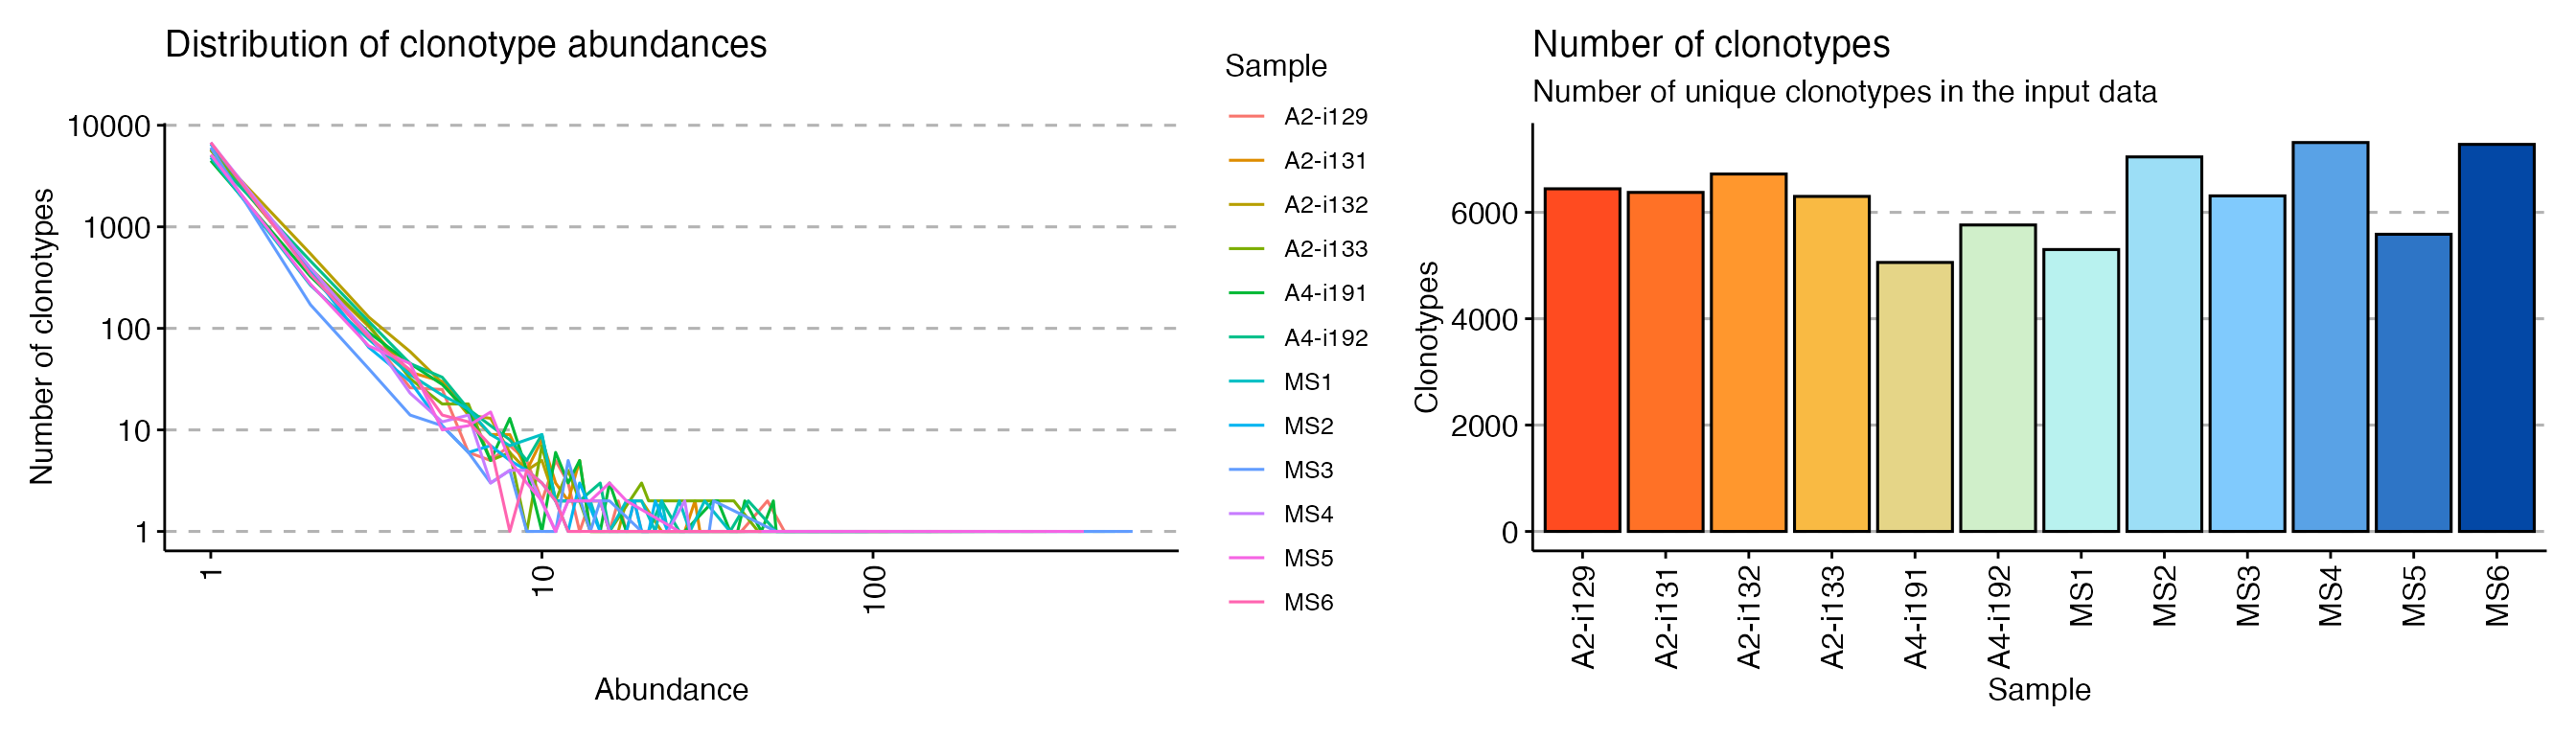 Distribution of clonotype abundances
Number of clonotypes
10000
1000
100
10
1
1
10
100
Abundance
Sample
A2-i129
A2-i131
A2-i132
A2-i133
A4-i191
A4-i192
MS1
MS2
MS3
MS4
MS5
MS6
Number of clonotypes
Number of unique clonotypes in the input data
Clonotypes
6000
4000
2000
0
A2-i129
A2-i131
A2-i132
A2-i133
A4-i191
A4-i192
MS1
MS2
MS3
MS4
MS5
MS6
Sample